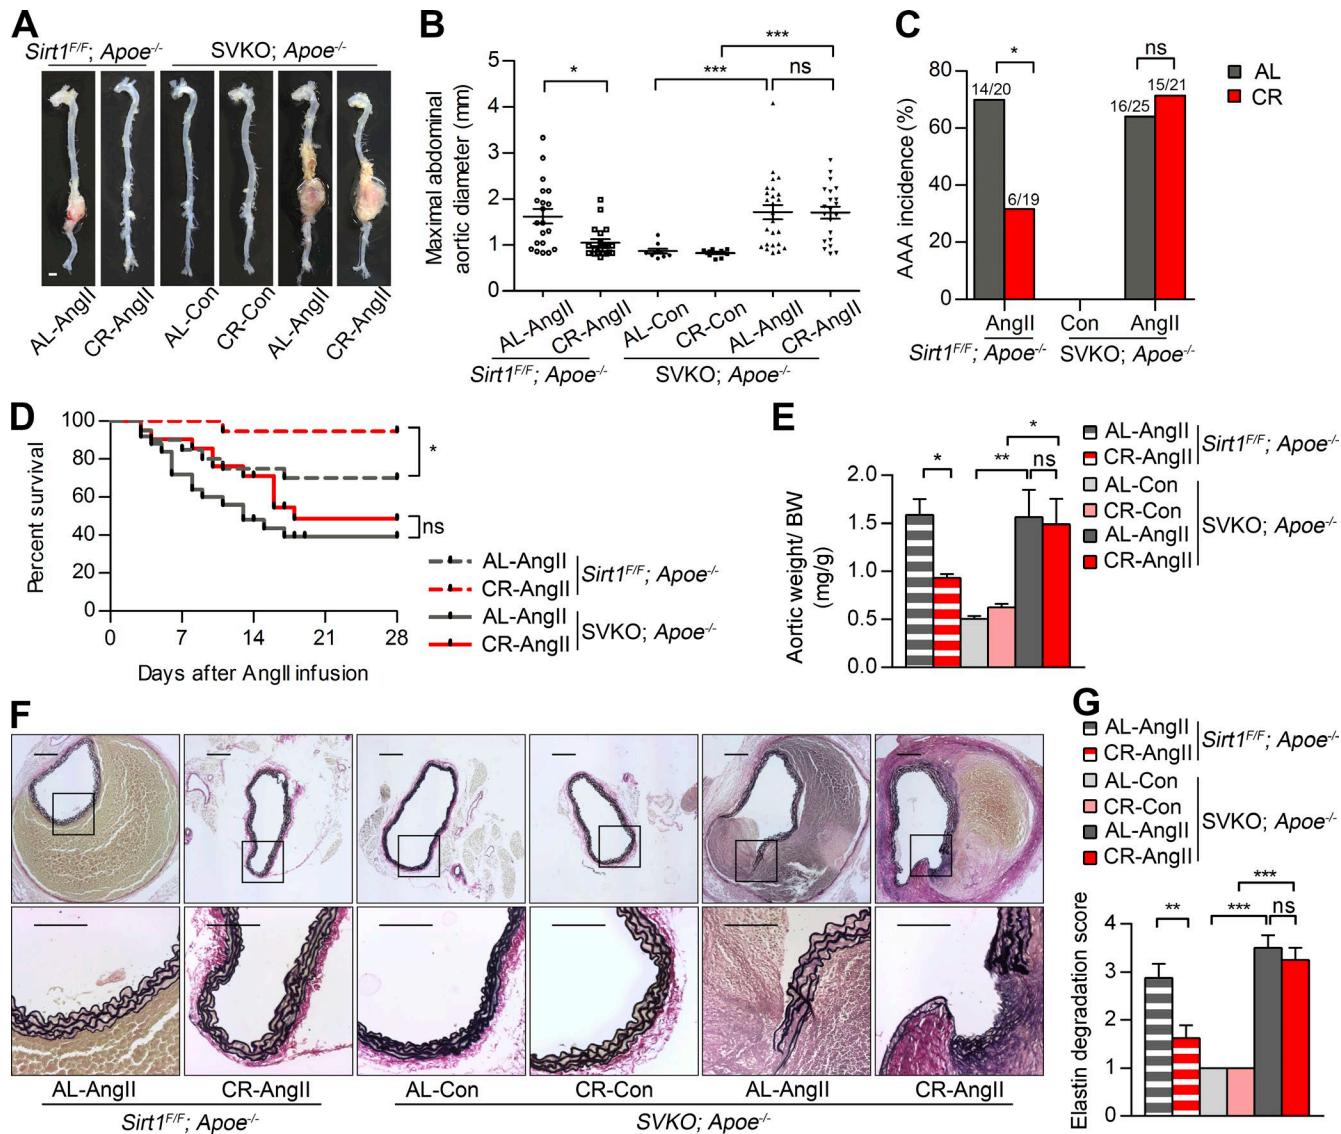 A
Sirt1F/F; Apoe-/-
SVKO; Apoe-/-
AL-AngII
CR-AngII
AL-Con
CR-Con
AL-AngII
CR-AngII
B
Maximal abdominal
aortic diameter (mm)
5
4
3
2
1
0
*
***
***
ns
AL-AngII
CR-AngII
AL-Con
CR-Con
AL-AngII
CR-AngII
Sirt1F/F; Apoe-/-
SVKO; Apoe-/-
C
AAA incidence (%)
80
60
40
20
0
*
ns
14/20
6/19
16/25
15/21
AL
CR
AngII
Con
AngII
Sirt1F/F; Apoe-/-
SVKO; Apoe-/-
D
Percent survival
100
80
60
40
20
0
0
7
14
21
28
Days after AngII infusion
*
ns
AL-AngII
CR-AngII
Sirt1F/F; Apoe-/-
AL-AngII
CR-AngII
SVKO; Apoe-/-
E
Aortic weight/ BW
(mg/g)
2.0
1.5
1.0
0.5
0.0
*
**
*
ns
AL-AngII
CR-AngII
Sirt1F/F; Apoe-/-
AL-Con
CR-Con
AL-AngII
CR-AngII
SVKO; Apoe-/-
F
AL-AngII
CR-AngII
AL-Con
CR-Con
AL-AngII
CR-AngII
Sirt1F/F; Apoe-/-
SVKO; Apoe-/-
G
AL-AngII
CR-AngII
Sirt1F/F; Apoe-/-
AL-Con
CR-Con
AL-AngII
CR-AngII
SVKO; Apoe-/-
Elastin degradation score
4
3
2
1
0
**
***
***
ns